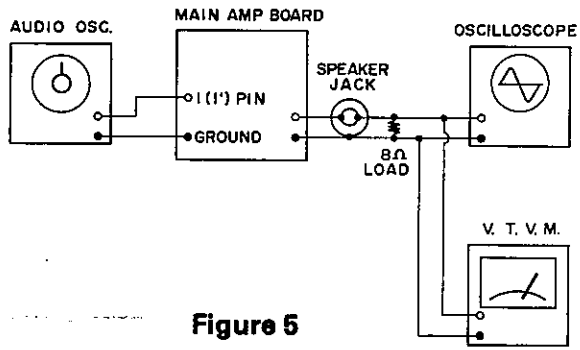 AUDIO OSC.
MAIN AMP BOARD
OSCILLOSCOPE
SPEAKER
JACK
1(1') PIN
GROUND
8Ω
LOAD
V. T. V. M.
Figure 5